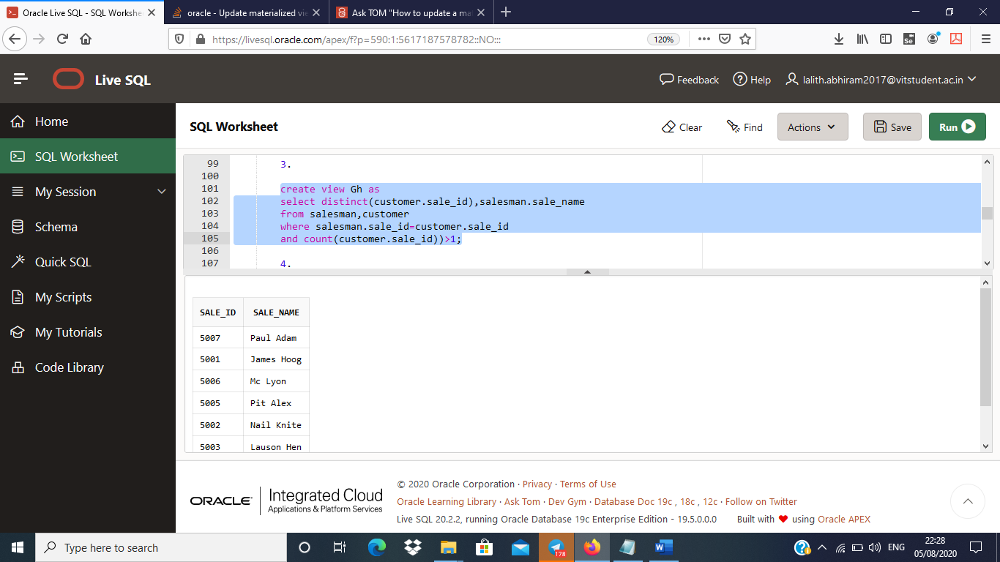 Oracle Live SQL - SQL Workshe
oracle - Update materialized vie
Ask TOM "How to update a ma
https://livesql.oracle.com/apex/f?p=590:1:5617187578782::NO:::
120%
Se
Live SQL
Feedback
Help
lalith.abhiram2017@vitstudent.ac.in
Home
SQL Worksheet
My Session
Schema
Quick SQL
My Scripts
My Tutorials
Code Library
SQL Worksheet
Clear
Find
Actions
Save
Run
99 3.
100
101 create view Gh as
102 select distinct(customer.sale_id),salesman.sale_name
103 from salesman,customer
104 where salesman.sale_id=customer.sale_id
105 and count(customer.sale_id))>1;
106
107 4.
SALE_ID SALE_NAME
5007 Paul Adam
5001 James Hoog
5006 Mc Lyon
5005 Pit Alex
5002 Nail Knite
5003 Lauson Hen
ORACLE
Integrated Cloud
Applications & Platform Services
© 2020 Oracle Corporation · Privacy · Terms of Use
Oracle Learning Library · Ask Tom · Dev Gym · Database Doc 19c , 18c , 12c · Follow on Twitter
Live SQL 20.2.2, running Oracle Database 19c Enterprise Edition - 19.5.0.0.0 Built with ♥ using Oracle APEX
Type here to search
178
ENG
22:28
05/08/2020